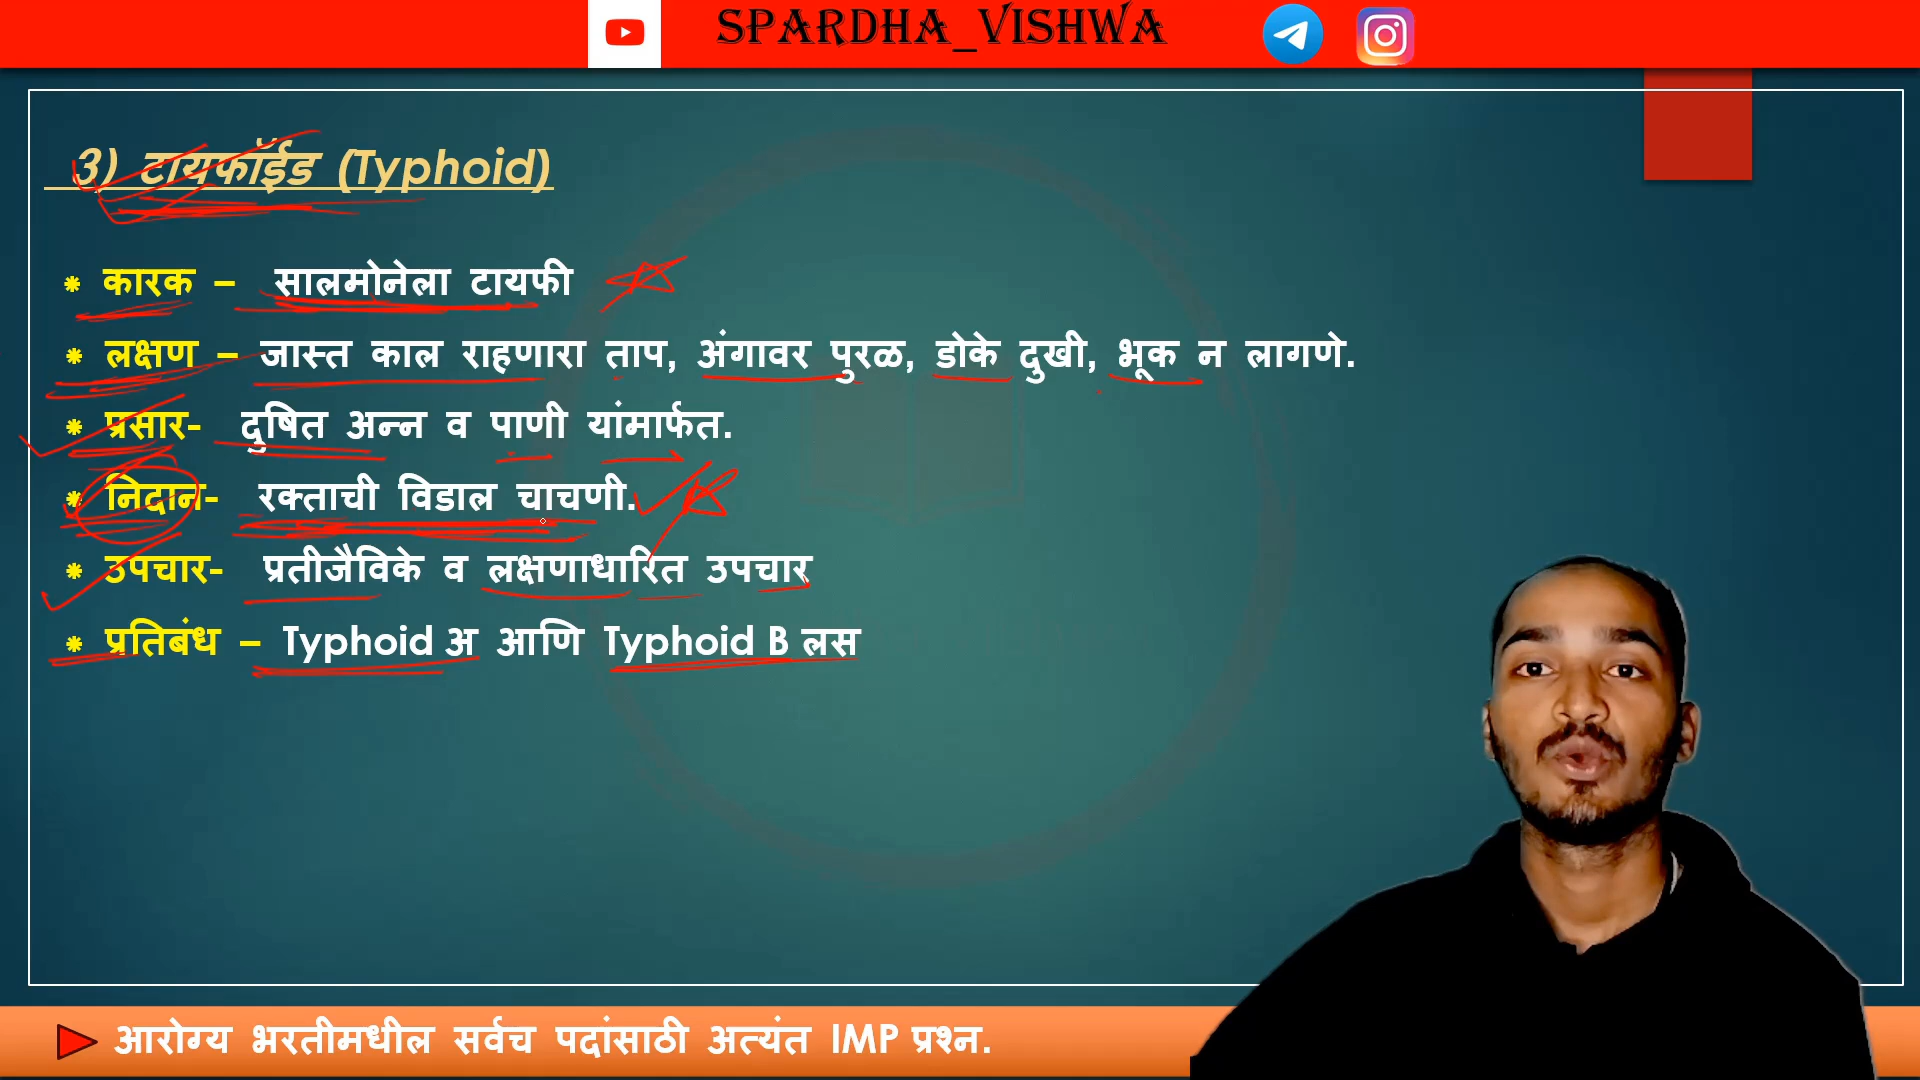 SPARDHA_VISHWA
3) टायफॉईड (Typhoid)
* कारक – सालमोनेला टायफी
* लक्षण – जास्त काल राहणारा ताप, अंगावर पुरळ, डोके दुखी, भूक न लागणे.
* प्रसार- दुषित अन्न व पाणी यांमार्फत.
* निदान- रक्ताची विडाल चाचणी.
* उपचार- प्रतीजैविके व लक्षणाधारित उपचार
* प्रतिबंध – Typhoid अ आणि Typhoid B लस
आरोग्य भरतीमधील सर्वच पदांसाठी अत्यंत IMP प्रश्न.